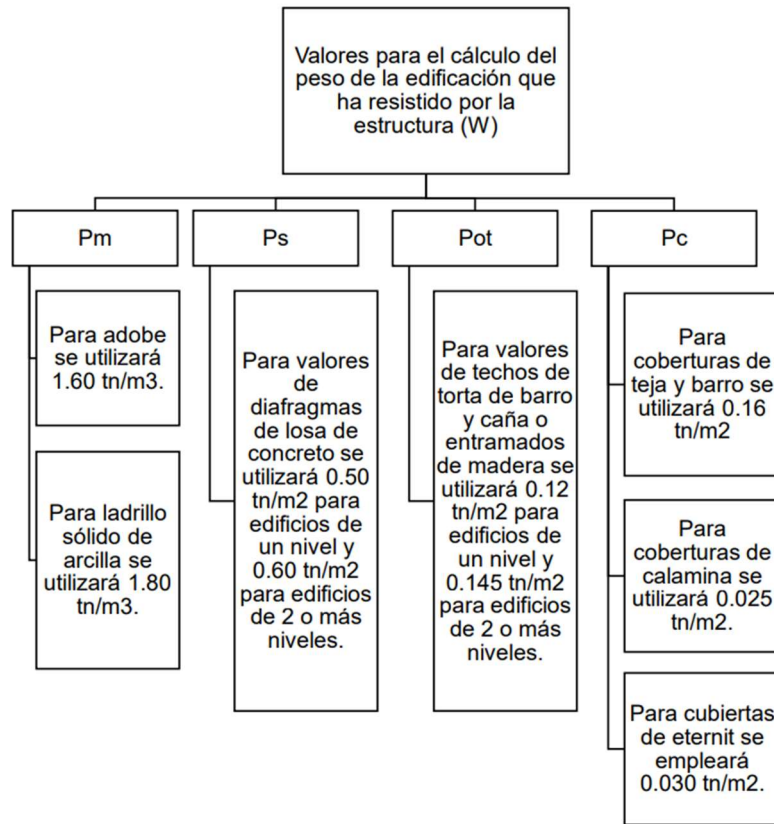 Valores para el cálculo del
peso de la edificación que
ha resistido por la
estructura (W)
Pm
Para adobe
se utilizará
1.60 tn/m3.
Para ladrillo
sólido de
arcilla se
utilizará 1.80
tn/m3.
Ps
Para valores
de
diafragmas
de losa de
concreto se
utilizará 0.50
tn/m2 para
edificios de
un nivel y
0.60 tn/m2
para edificios
de 2 o más
niveles.
Pot
Para valores
de techos de
torta de barro
y caña o
entramados
de madera se
utilizará 0.12
tn/m2 para
edificios de
un nivel y
0.145 tn/m2
para edificios
de 2 o más
niveles.
Pc
Para
coberturas de
teja y barro se
utilizará 0.16
tn/m2
Para
coberturas de
calamina se
utilizará 0.025
tn/m2.
Para cubiertas
de eternit se
empleará
0.030 tn/m2.